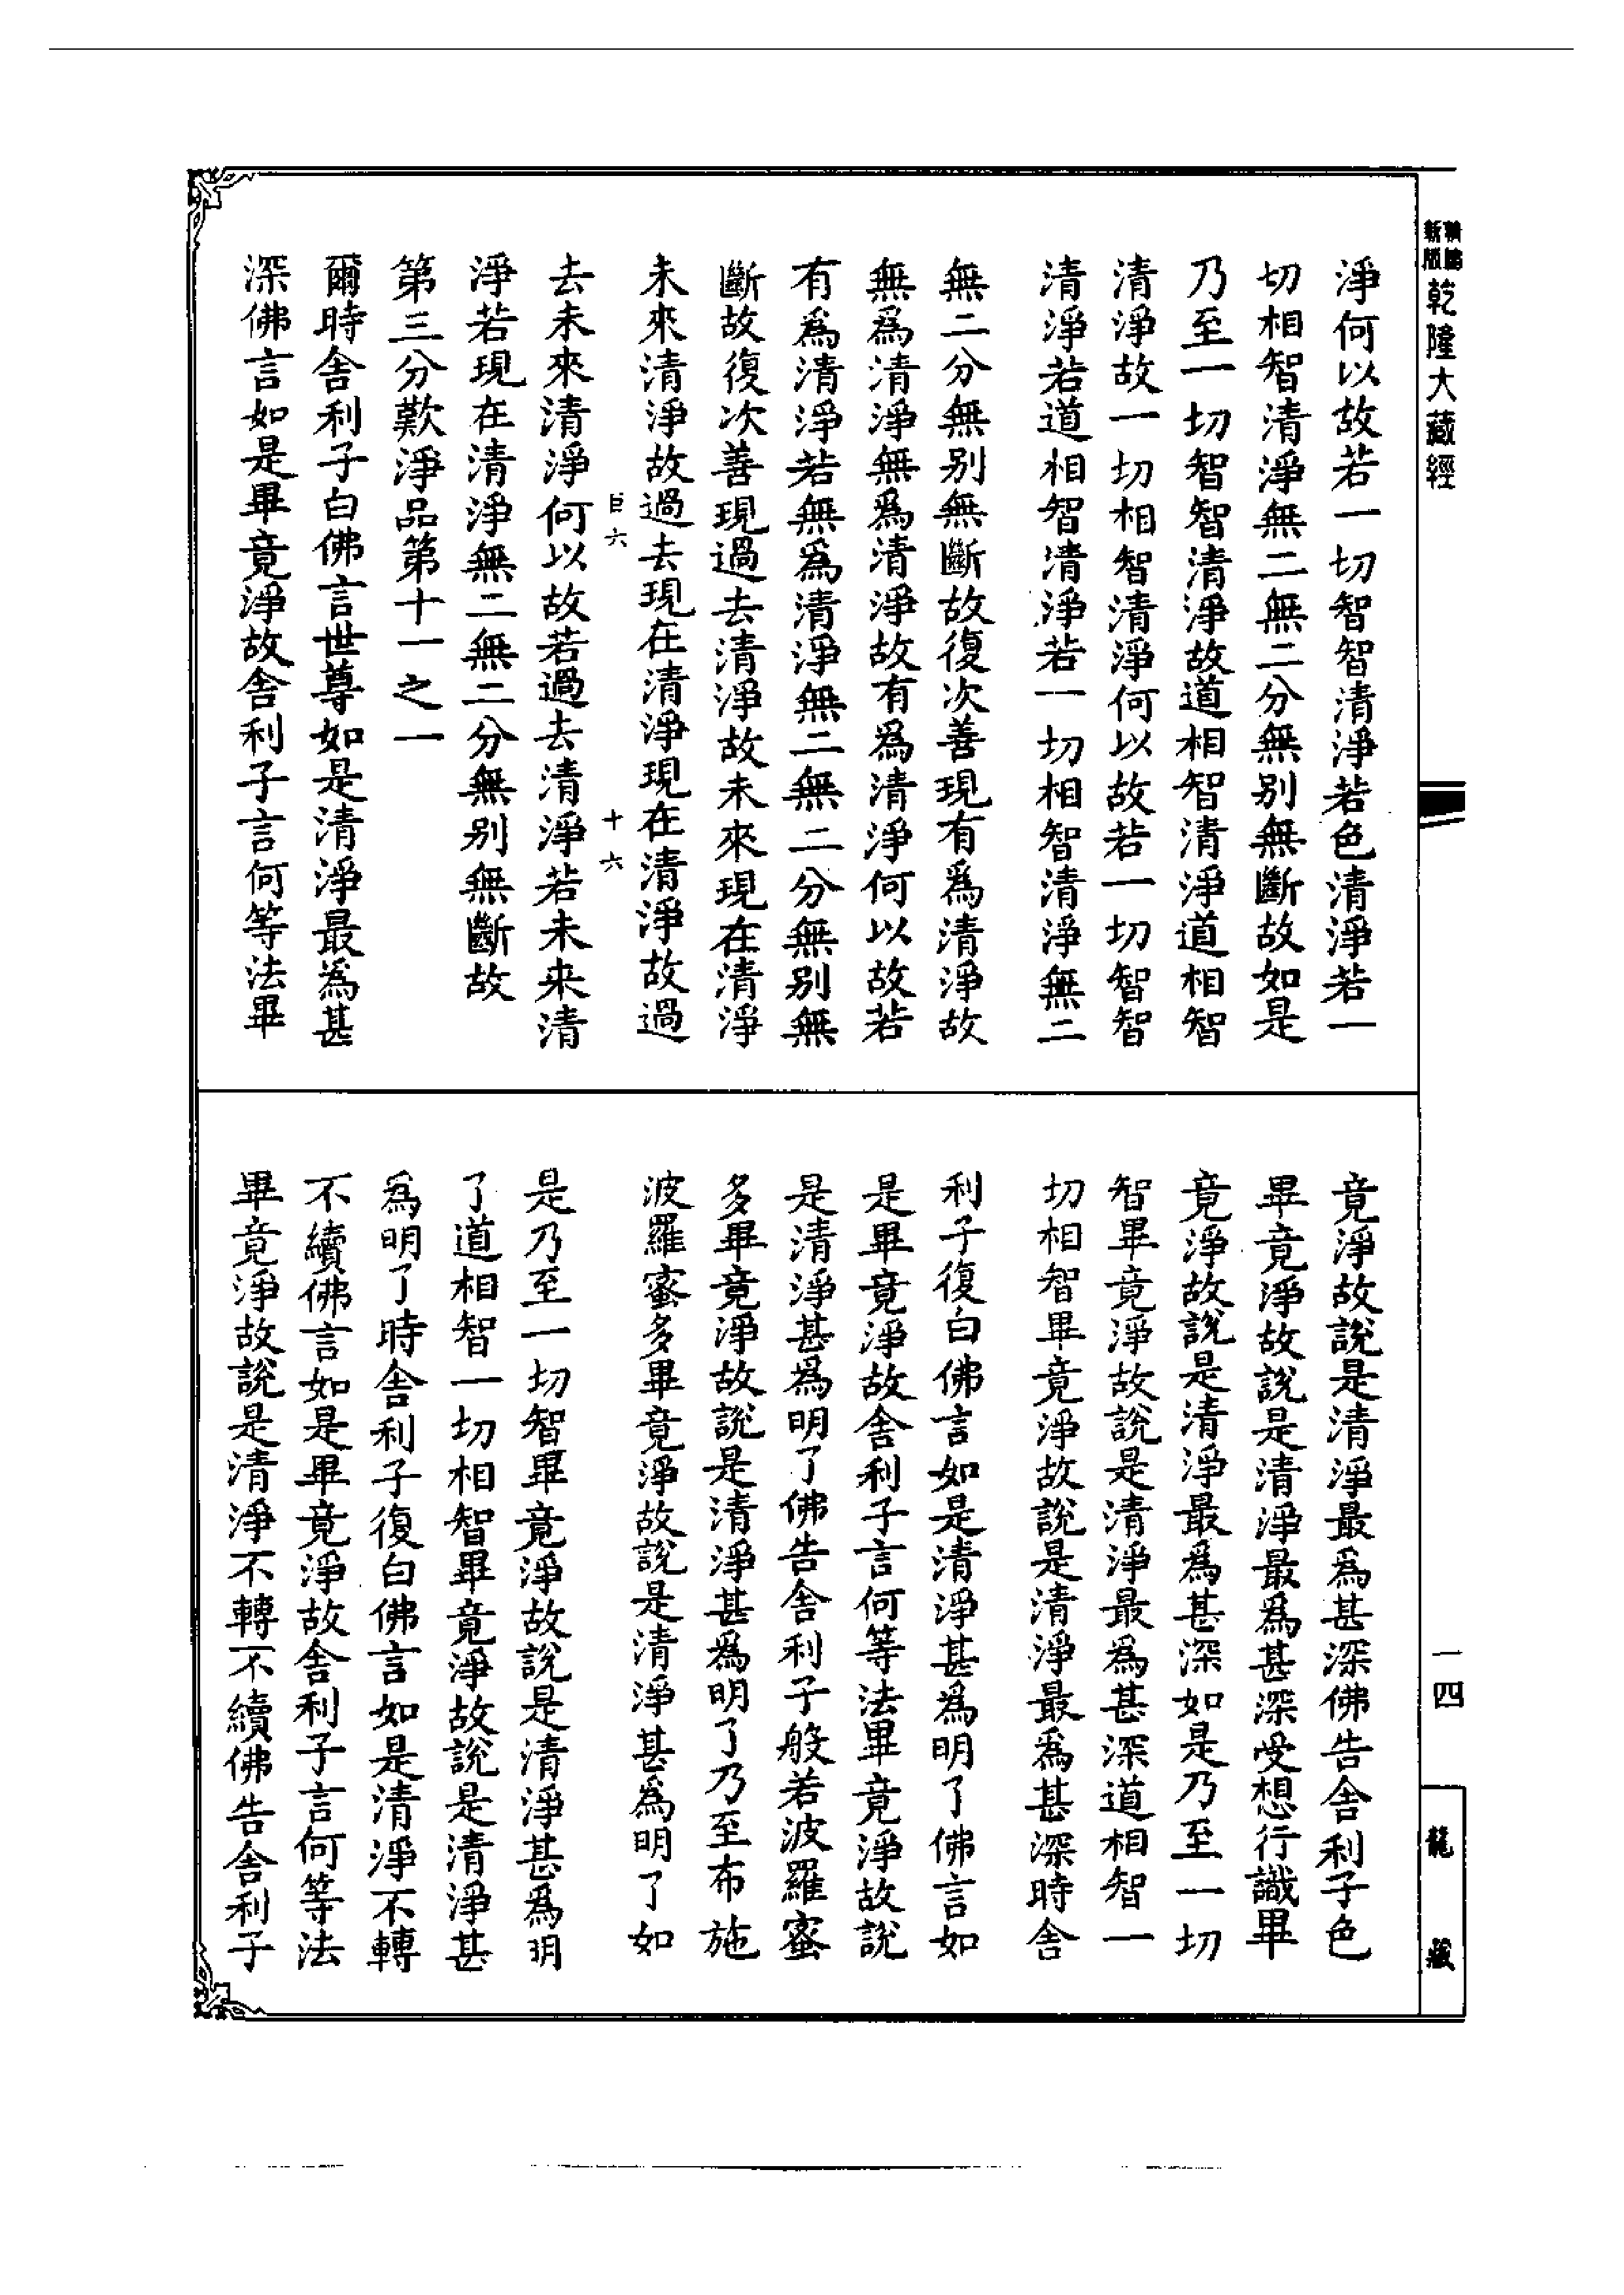 乾隆大藏經
淨何以故若一切智智清淨若色清淨若一
切相智清淨無二無二分無別無斷故如是
乃至一切智智清淨故道相智清淨道相智
清淨故一切相智清淨何以故若一切智智
清淨若道相智清淨若一切相智清淨無二
無二分無別無斷故復次善現有為清淨故
無為清淨無為清淨故有為清淨何以故若
有為清淨若無為清淨無二無二分無別無
斷故復次善現過去清淨故未來現在清淨
未來清淨故過去現在清淨現在清淨故過
巨六
十六
去未來清淨何以故若過去清淨若未來清
淨若現在清淨無二無二分無別無斷故
第三分歎淨品第十一之一
爾時舍利子白佛言世尊如是清淨最為甚
深佛言如是畢竟淨故舍利子言何等法畢
竟淨故說是清淨最為甚深佛告舍利子色
畢竟淨故說是清淨最為甚深受想行識畢
竟淨故說是清淨最為甚深如是乃至一切
智畢竟淨故說是清淨最為甚深道相智一
切相智畢竟淨故說是清淨最為甚深時舍
利子復白佛言如是清淨甚為明了佛言如
是畢竟淨故舍利子言何等法畢竟淨故說
是清淨甚為明了佛告舍利子般若波羅蜜
多畢竟淨故說是清淨甚為明了乃至布施
波羅蜜多畢竟淨故說是清淨甚為明了如
是乃至一切智畢竟淨故說是清淨甚為明
了道相智一切相智畢竟淨故說是清淨甚
為明了時舍利子復白佛言如是清淨不轉
不續佛言如是畢竟淨故舍利子言何等法
畢竟淨故說是清淨不轉不續佛告舍利子
一四
龍藏